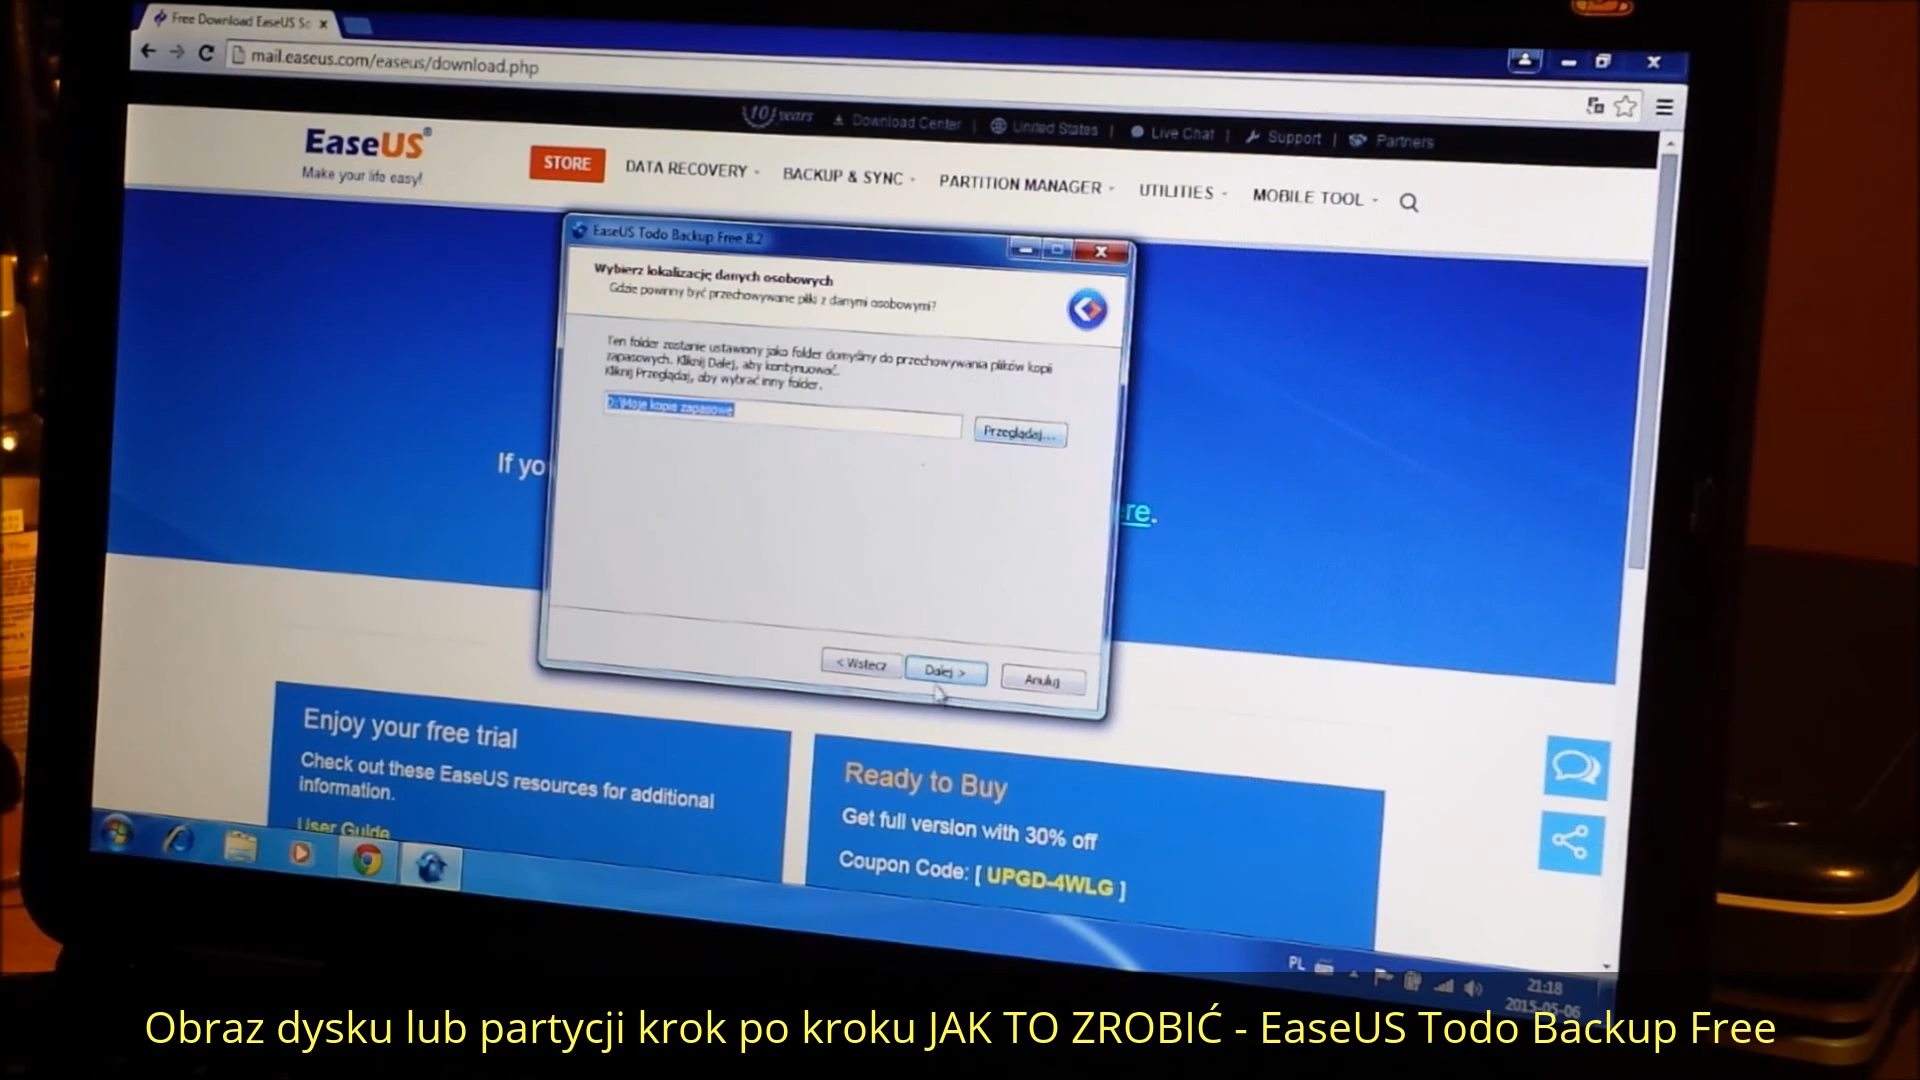 Free Download EaseUS So
mail.easeus.com/easeus/download.php
10 years
Download Center | United States | Live Chat | Support | Partners
EaseUS®
Make your life easy!
STORE
DATA RECOVERY
BACKUP & SYNC
PARTITION MANAGER
UTILITIES
MOBILE TOOL
EaseUS Todo Backup Free 8.2
Wybierz lokalizację danych osobowych
Gdzie powinny być przechowywane pliki z danymi osobowymi?
Ten folder zostanie ustawiony jako folder domyślny do przechowywania plików kopii
zapasowych. Kliknij Dalej, aby kontynuować.
Kliknij Przeglądaj, aby wybrać inny folder.
D:\Moje kopie zapasowe
Przeglądaj...
If yo
re.
< Wstecz
Dalej >
Anuluj
Enjoy your free trial
Check out these EaseUS resources for additional
information.
User Guide
Ready to Buy
Get full version with 30% off
Coupon Code: [ UPGD-4WLG ]
PL
21:18
2015-05-06
Obraz dysku lub partycji krok po kroku JAK TO ZROBIĆ - EaseUS Todo Backup Free